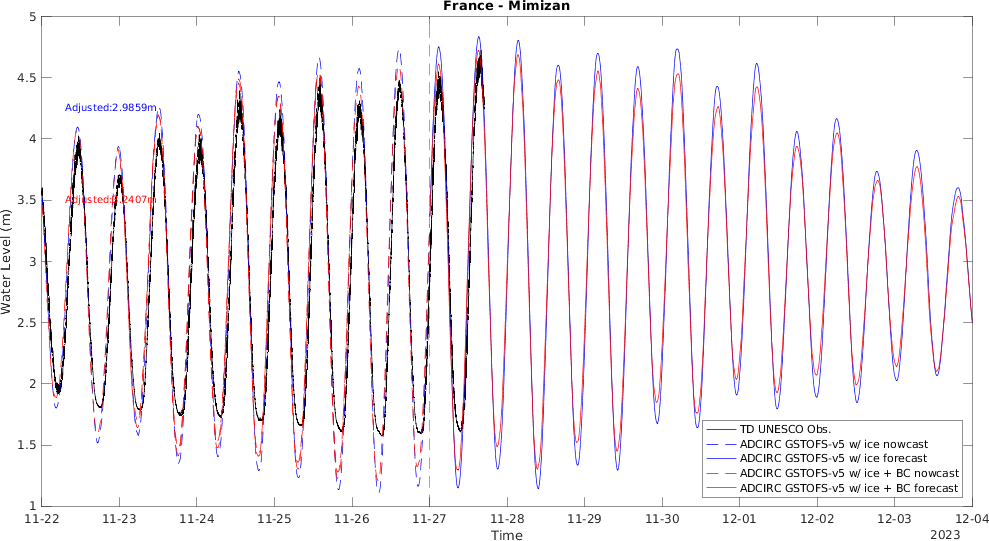 France - Mimizan
5
4.5
4
3.5
3
2.5
2
1.5
1
Water Level (m)
Adjusted:2.9859m
TD UNESCO Obs.
ADCIRC GSTOFS-v5 w/ ice nowcast
ADCIRC GSTOFS-v5 w/ ice forecast
ADCIRC GSTOFS-v5 w/ ice + BC nowcast
ADCIRC GSTOFS-v5 w/ ice + BC forecast
11-22 11-23 11-24 11-25 11-26 11-27 11-28 11-29 11-30 12-01 12-02 12-03 12-04
Time
2023